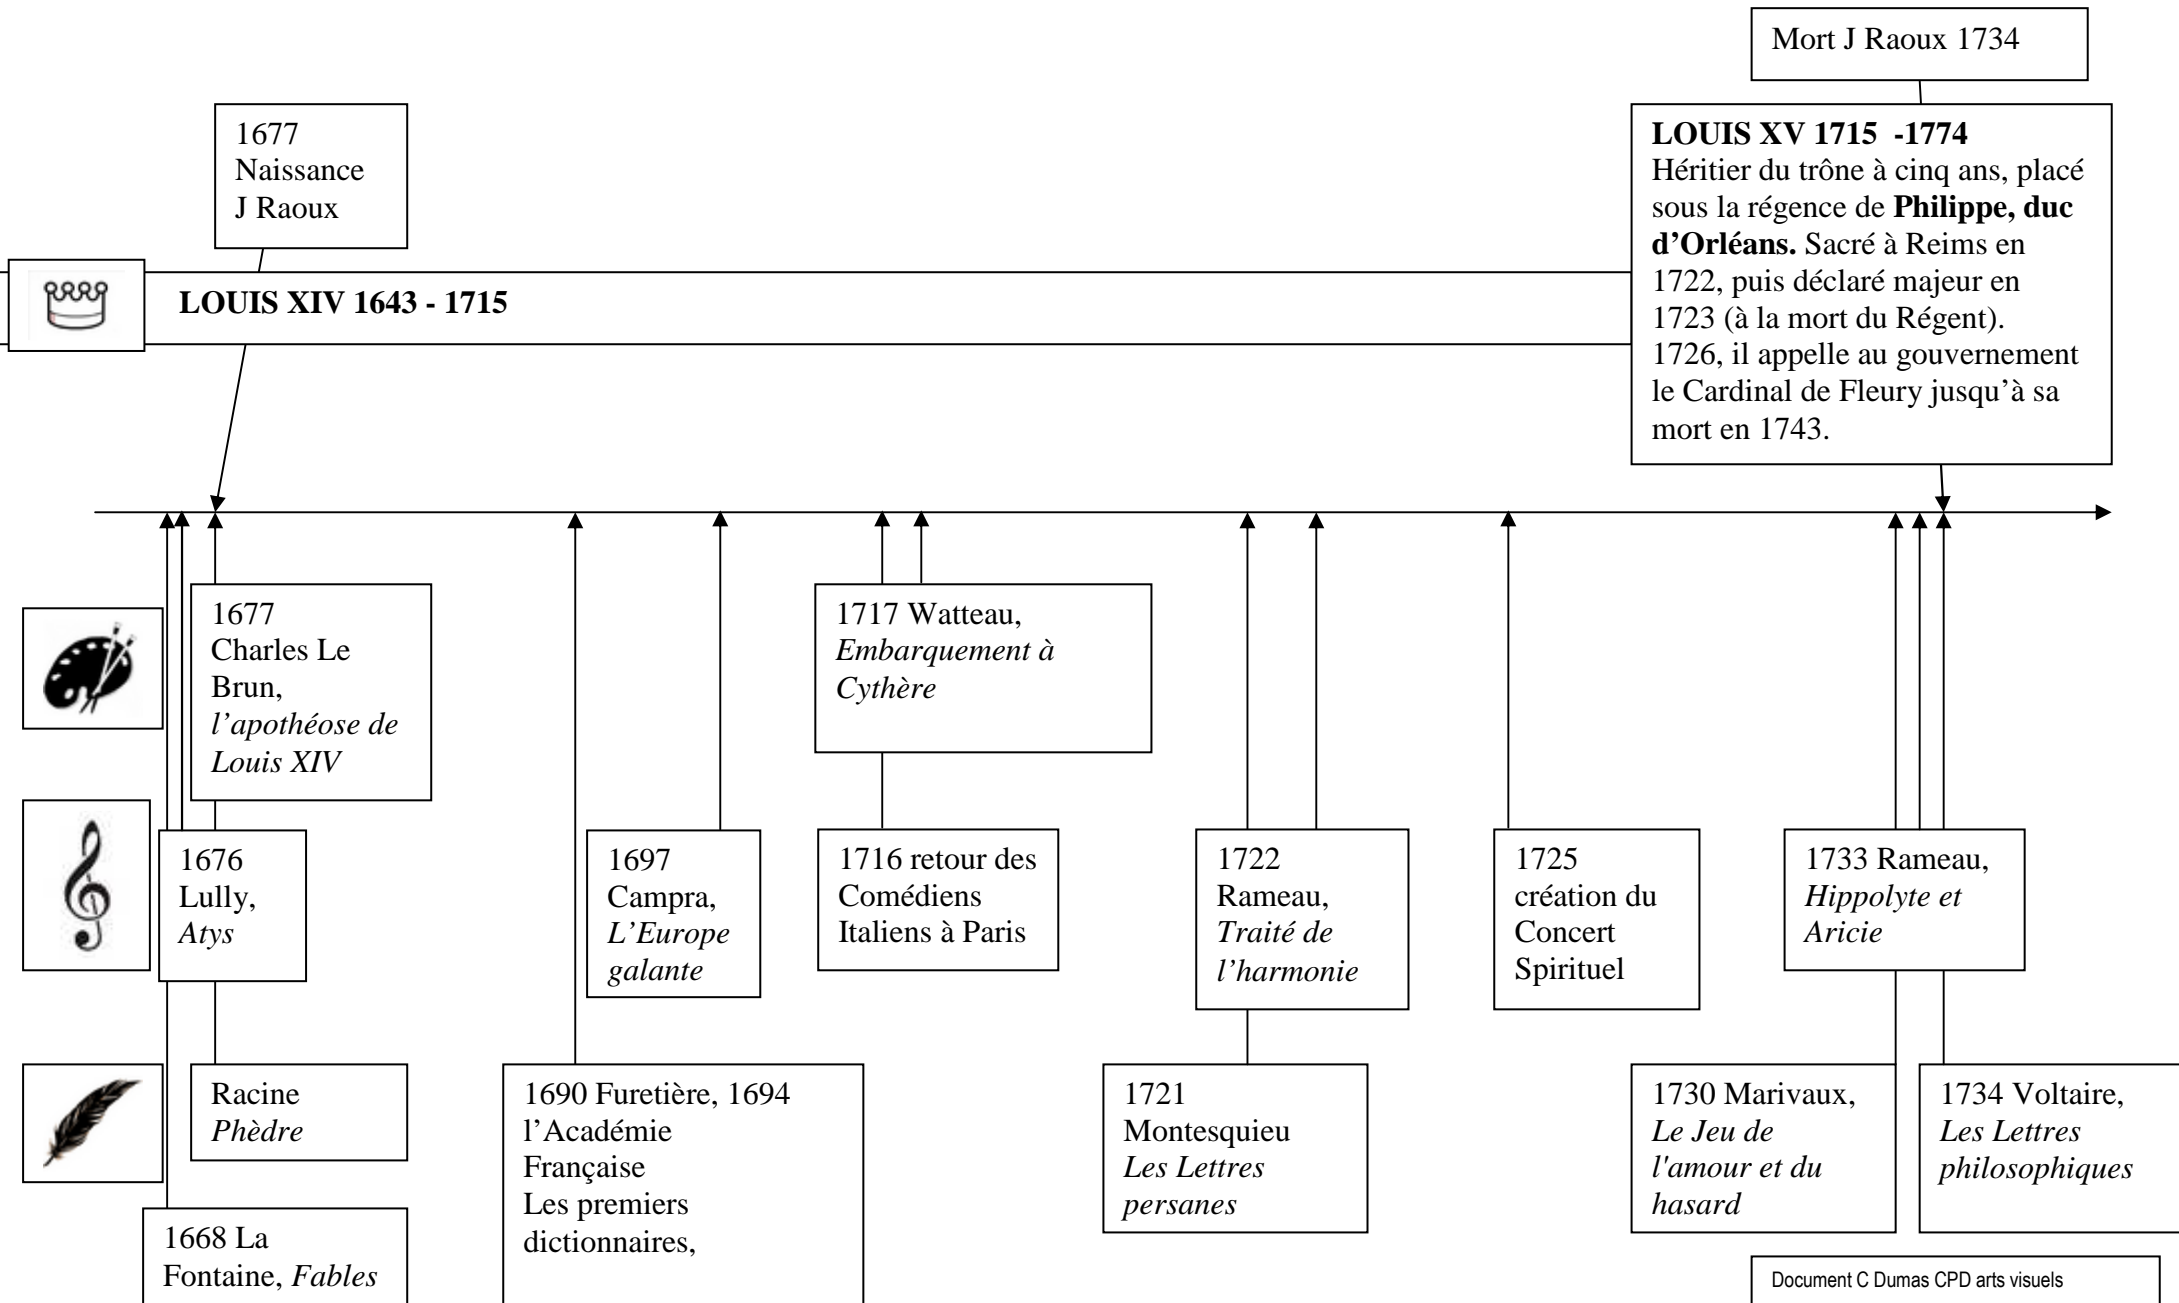 Mort J Raoux 1734
1677
Naissance
J Raoux
LOUIS XV 1715  -1774
Héritier du trône à cinq ans, placé
sous la régence de Philippe, duc
d’Orléans. Sacré à Reims en
1722, puis déclaré majeur en
1723 (à la mort du Régent).
1726, il appelle au gouvernement
le Cardinal de Fleury jusqu’à sa
mort en 1743.
LOUIS XIV 1643 - 1715
1677
Charles Le
Brun,
l’apothéose de
Louis XIV
1717 Watteau,
Embarquement à
Cythère
1676
Lully,
Atys
1697
Campra,
L’Europe
galante
1716 retour des
Comédiens
Italiens à Paris
1722
Rameau,
Traité de
l’harmonie
1725
création du
Concert
Spirituel
1733 Rameau,
Hippolyte et
Aricie
Racine
Phèdre
1690 Furetière, 1694
l’Académie
Française
Les premiers
dictionnaires,
1721
Montesquieu
Les Lettres
persanes
1730 Marivaux,
Le Jeu de
l'amour et du
hasard
1734 Voltaire,
Les Lettres
philosophiques
1668 La
Fontaine, Fables
Document C Dumas CPD arts visuels